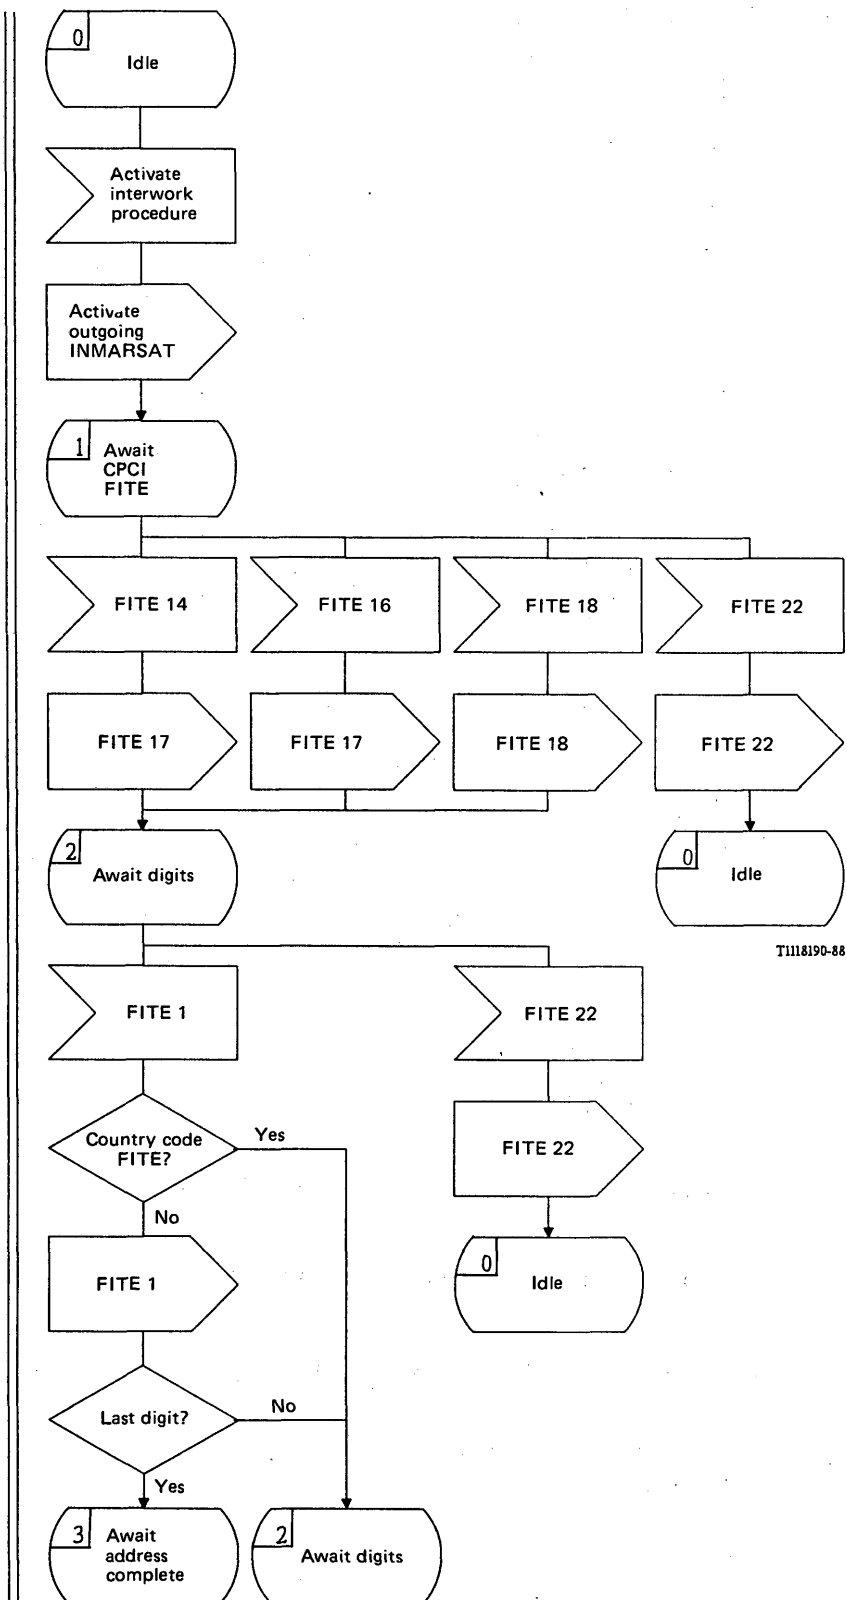 0
Idle
Activate
interwork
procedure
Activate
outgoing
INMARSAT
1
Await
CPCI
FITE
FITE 14
FITE 16
FITE 18
FITE 22
FITE 17
FITE 17
FITE 18
FITE 22
2
Await digits
0
Idle
T1118190-88
FITE 1
FITE 22
Country code
FITE?
Yes
No
FITE 22
FITE 1
0
Idle
Last digit?
No
Yes
3
Await
address
complete
2
Await digits